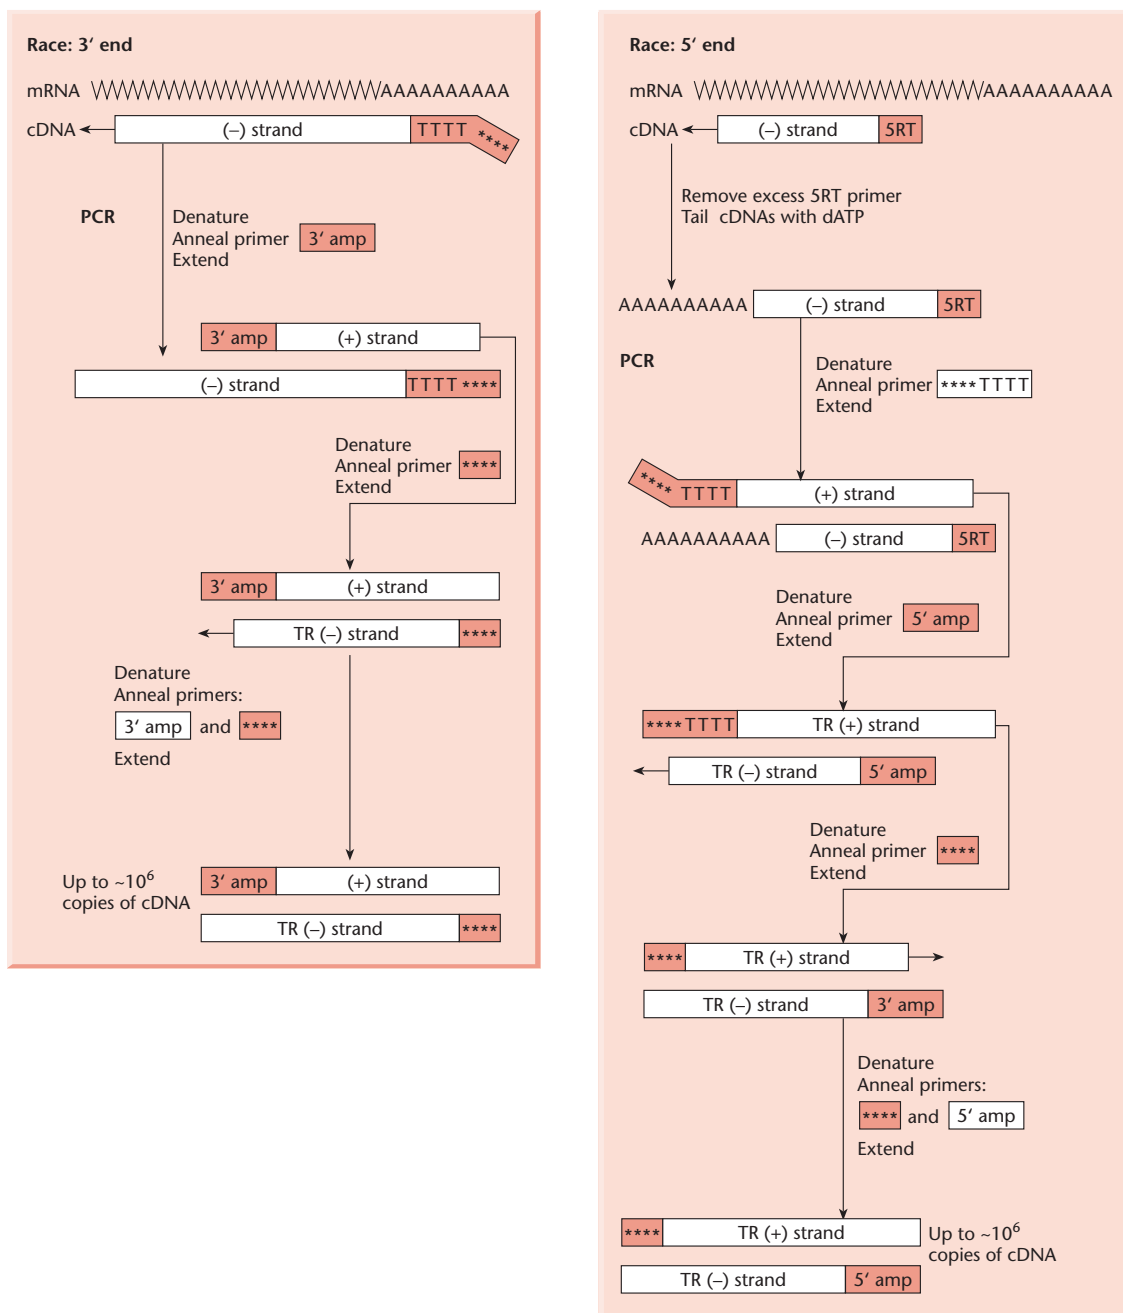 Race: 3‘ end
mRNA AAAAAAAAAA
cDNA (–) strand TTTT ****
PCR
Denature
Anneal primer 3‘ amp
Extend
3‘ amp (+) strand
(–) strand TTTT ****
Denature
Anneal primer ****
Extend
3‘ amp (+) strand
TR (–) strand ****
Denature
Anneal primers:
3‘ amp and ****
Extend
Up to ~10⁶
copies of cDNA
3‘ amp (+) strand
TR (–) strand ****
Race: 5‘ end
mRNA AAAAAAAAAA
cDNA (–) strand 5RT
Remove excess 5RT primer
Tail cDNAs with dATP
AAAAAAAAAA (–) strand 5RT
PCR
Denature
Anneal primer ****TTTT
Extend
**** TTTT (+) strand
AAAAAAAAAA (–) strand 5RT
Denature
Anneal primer 5‘ amp
Extend
****TTTT TR (+) strand
TR (–) strand 5‘ amp
Denature
Anneal primer ****
Extend
**** TR (+) strand
TR (–) strand 3‘ amp
Denature
Anneal primers:
**** and 5‘ amp
Extend
**** TR (+) strand
TR (–) strand 5‘ amp
Up to ~10⁶
copies of cDNA